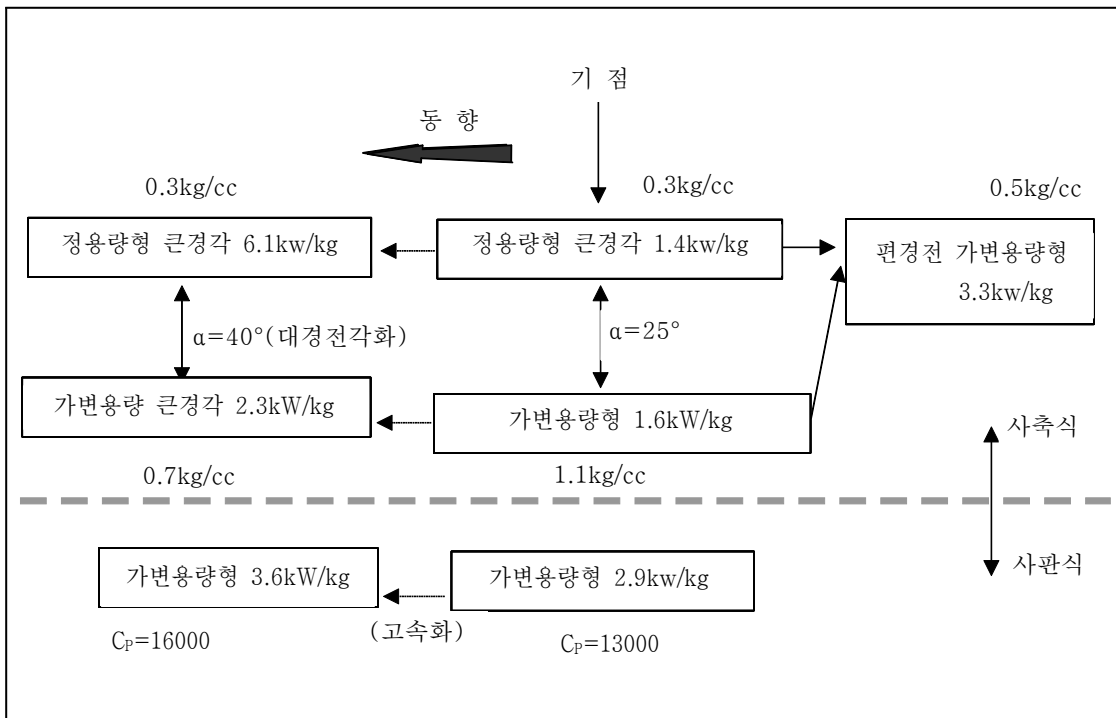 기 점
동 향
0.3kg/cc
0.3kg/cc
0.5kg/cc
정용량형 큰경각 6.1kw/kg
정용량형 큰경각 1.4kw/kg
편경전 가변용량형
3.3kw/kg
α=40°(대경전각화)
α=25°
가변용량 큰경각 2.3kW/kg
가변용량형 1.6kW/kg
사축식
0.7kg/cc
1.1kg/cc
가변용량형 3.6kW/kg
가변용량형 2.9kw/kg
사판식
(고속화)
CP=16000
CP=13000